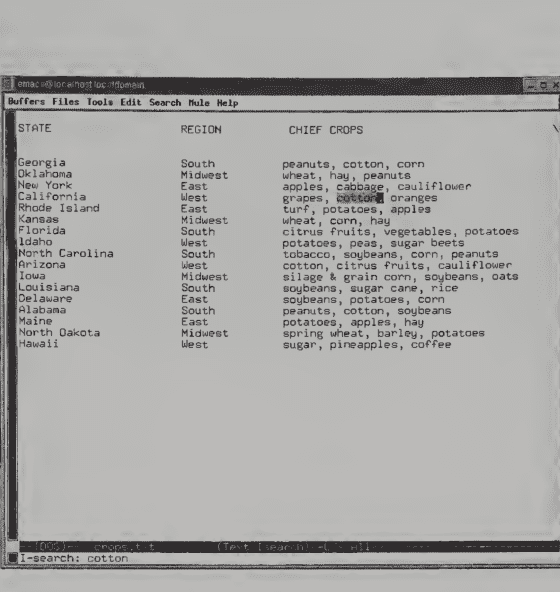 emacs@localhost.localdomain
Buffers Files Tools Edit Search Mule Help
STATE REGION CHIEF CROPS
Georgia South peanuts, cotton, corn
Oklahoma Midwest wheat, hay, peanuts
New York East apples, cabbage, cauliflower
California West grapes, cotton, oranges
Rhode Island East turf, potatoes, apples
Kansas Midwest wheat, corn, hay
Florida South citrus fruits, vegetables, potatoes
Idaho West potatoes, peas, sugar beets
North Carolina South tobacco, soybeans, corn, peanuts
Arizona West cotton, citrus fruits, cauliflower
Iowa Midwest silage & grain corn, soybeans, oats
Louisiana South soybeans, sugar cane, rice
Delaware East soybeans, potatoes, corn
Alabama South peanuts, cotton, soybeans
Maine East potatoes, apples, hay
North Dakota Midwest spring wheat, barley, potatoes
Hawaii West sugar, pineapples, coffee
(Text Isearch)
I-search: cotton